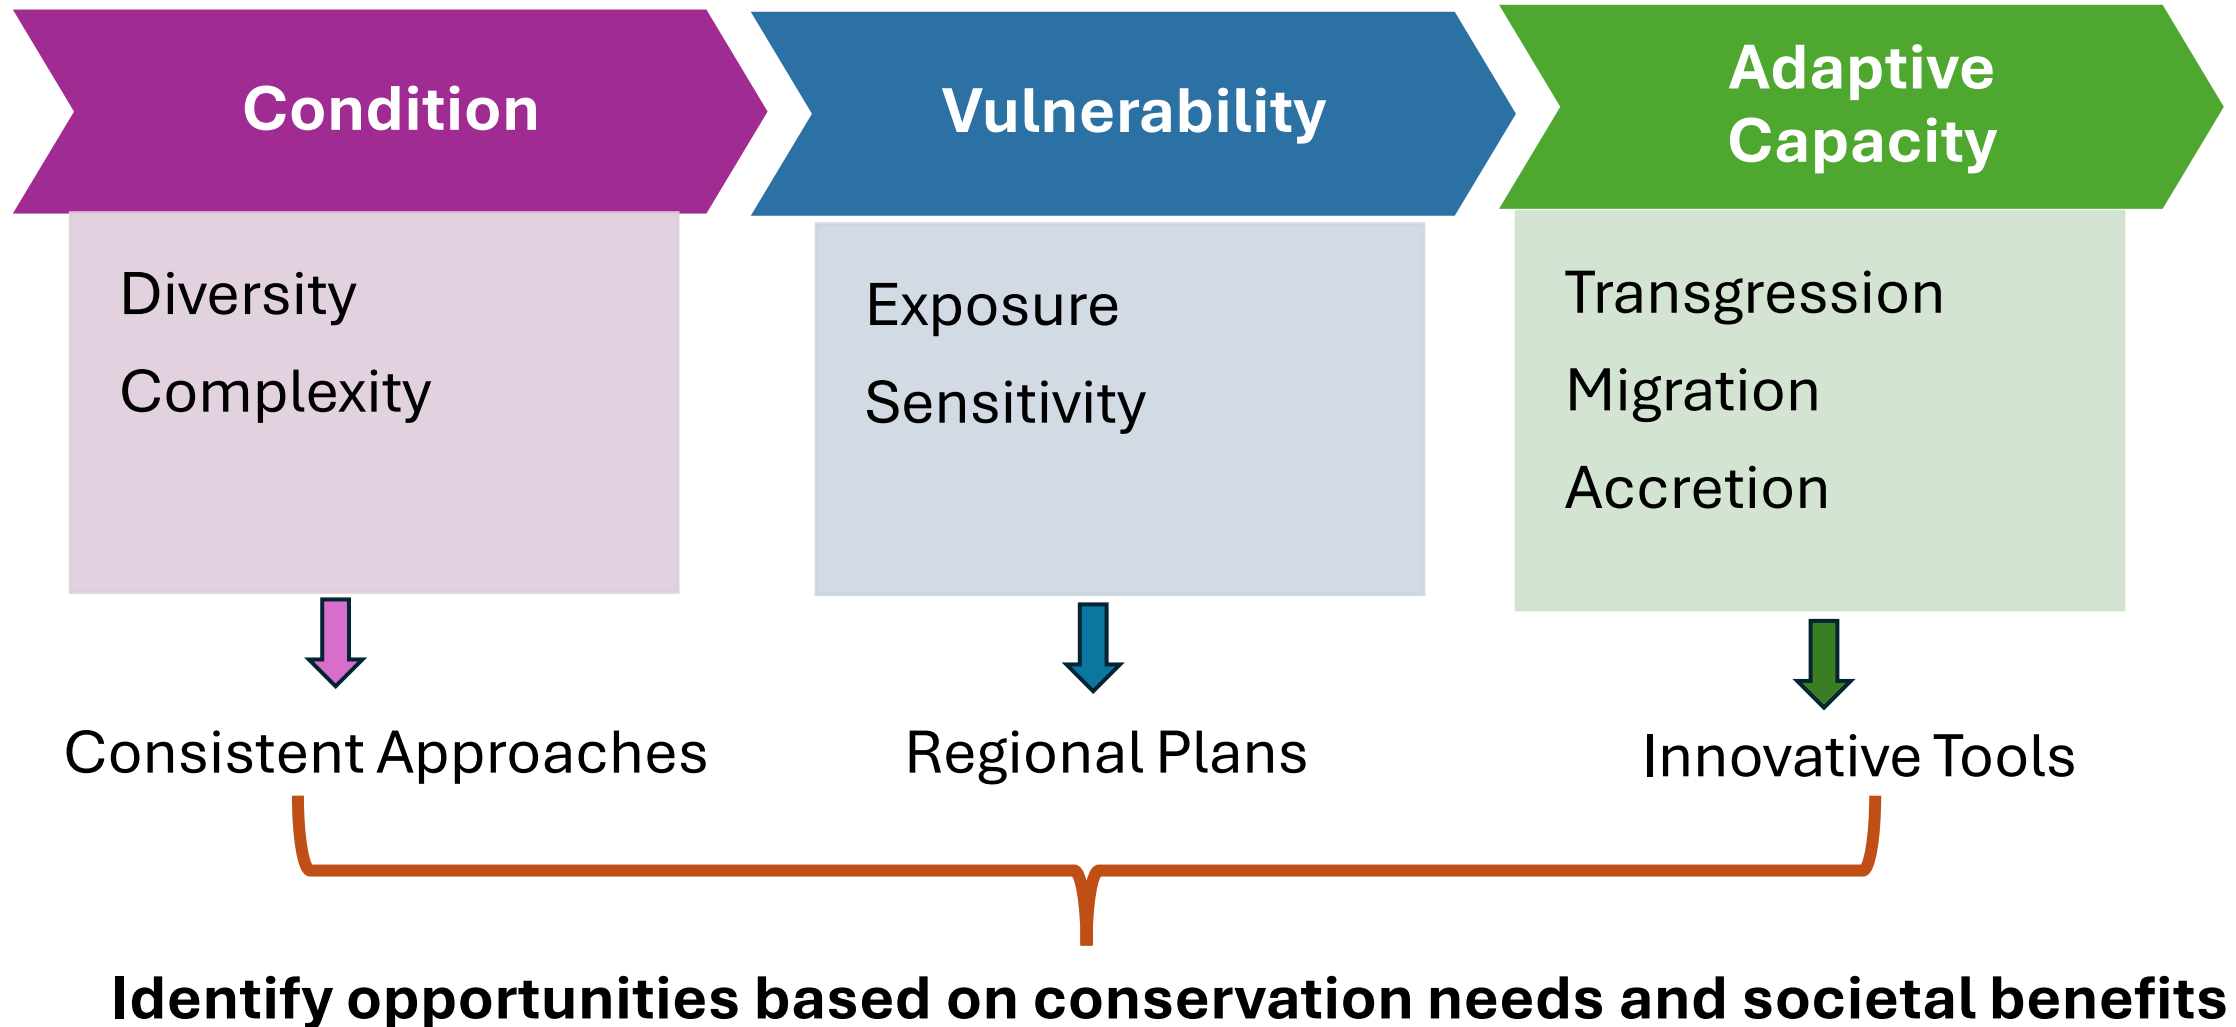 Condition
Diversity
Complexity
Consistent Approaches
Vulnerability
Exposure
Sensitivity
Regional Plans
Adaptive
Capacity
Transgression
Migration
Accretion
Innovative Tools
Identify opportunities based on conservation needs and societal benefits